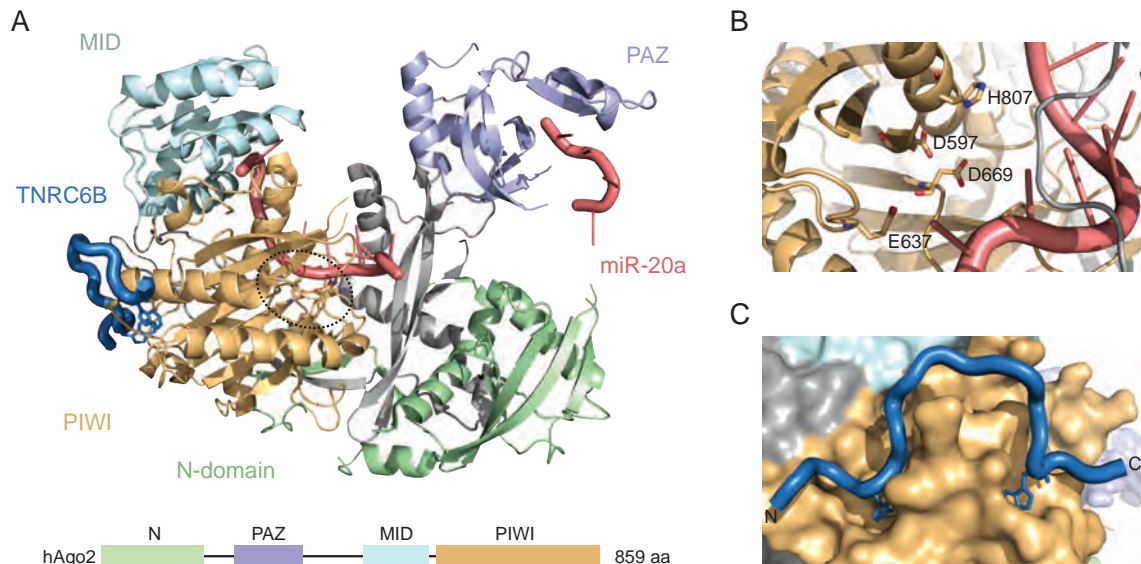 A
MID
PAZ
TNRC6B
miR-20a
PIWI
N-domain
N PAZ MID PIWI
hAgo2 859 aa
B
H807
D597
D669
E637
C
N
C